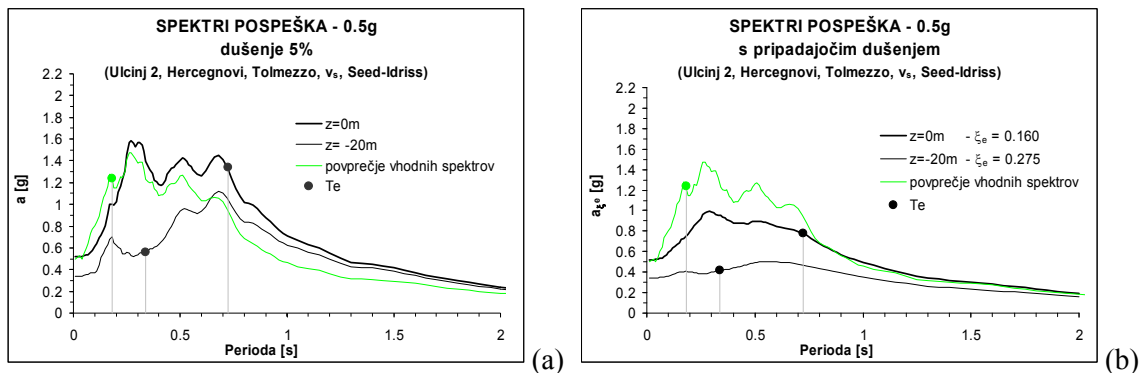 SPEKTRI POSPEŠKA - 0.5g
dušenje 5%
(Ulcinj 2, Hercegnovi, Tolmezzo, vs, Seed-Idriss)
a [g]
2.2
2
1.8
1.6
1.4
1.2
1
0.8
0.6
0.4
0.2
0
z=0m
z= -20m
povprečje vhodnih spektrov
Te
0 0.5 1 1.5 2
Perioda [s]
(a)
SPEKTRI POSPEŠKA - 0.5g
s pripadajočim dušenjem
(Ulcinj 2, Hercegnovi, Tolmezzo, vs, Seed-Idriss)
aξe [g]
2.2
2
1.8
1.6
1.4
1.2
1
0.8
0.6
0.4
0.2
0
z=0m - ξe = 0.160
z=-20m - ξe = 0.275
povprečje vhodnih spektrov
Te
0 0.5 1 1.5 2
Perioda [s]
(b)